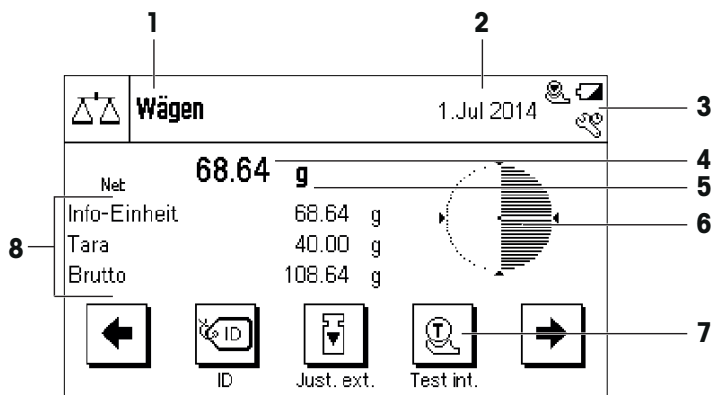 1 2
Wägen 1.Jul 2014
3
68.64 g
4
Net
5
Info-Einheit 68.64 g
6
Tara 40.00 g
8
Brutto 108.64 g
ID T
7
ID Just. ext. Test int.